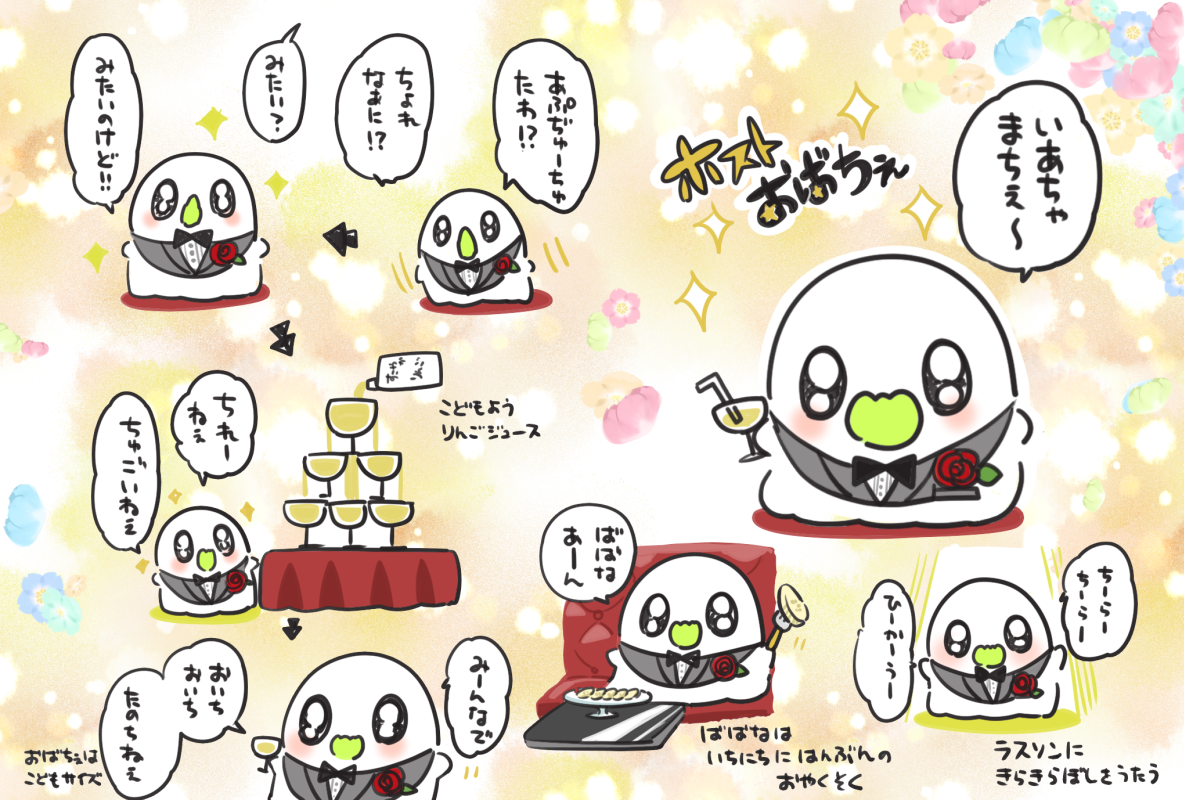 いあちゃ
まちぇ〜
ホスト
おばちぇ
あぷぢゅーちゅ
たわ!?
ちょれ
なぁに!?
みたい?
みたいのけど!!
こどもよう
りんごジュース
ちれー
ねぇ
ちゅごいねぇ
みーんなで
おいち
おいち
たのちねぇ
おばちぇは
こどもサイズ
ばばな
あーん
ばばなは
いちにちに はんぶんの
おやくそく
ちーらー
ちーらー
ひーかーうー
ラスソンに
きらきらぼしをうたう